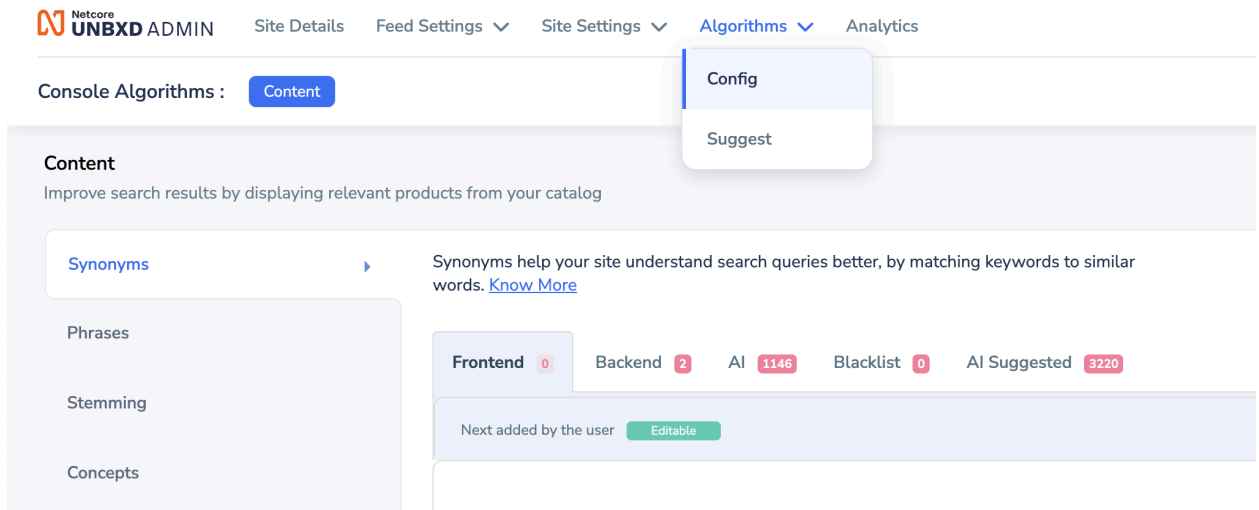 Netcore
UNBXD ADMIN
Site Details
Feed Settings
Site Settings
Algorithms
Analytics
Config
Suggest
Console Algorithms :
Content
Content
Improve search results by displaying relevant products from your catalog
Synonyms
Phrases
Stemming
Concepts
Synonyms help your site understand search queries better, by matching keywords to similar
words. Know More
Frontend 0
Backend 2
AI 1146
Blacklist 0
AI Suggested 3220
Next added by the user
Editable